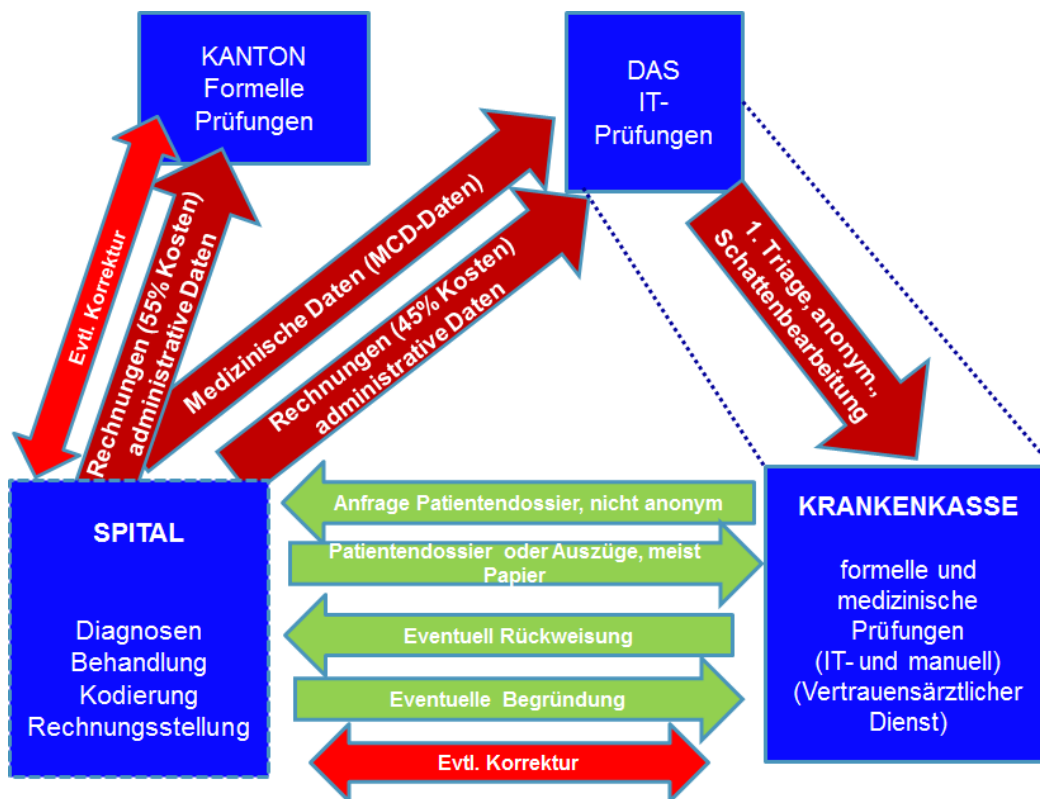 KANTON
Formelle
Prüfungen
DAS
IT-
Prüfungen
Evtl. Korrektur
Rechnungen (55% Kosten)
administrative Daten
Medizinische Daten (MCD-Daten)
Rechnungen (45% Kosten)
administrative Daten
1. Triage, anonym.,
Schattenbearbeitung
SPITAL
Diagnosen
Behandlung
Kodierung
Rechnungsstellung
Anfrage Patientendossier, nicht anonym
Patientendossier oder Auszüge, meist
Papier
Eventuell Rückweisung
Eventuelle Begründung
Evtl. Korrektur
KRANKENKASSE
formelle und
medizinische
Prüfungen
(IT- und manuell)
(Vertrauensärztlicher
Dienst)